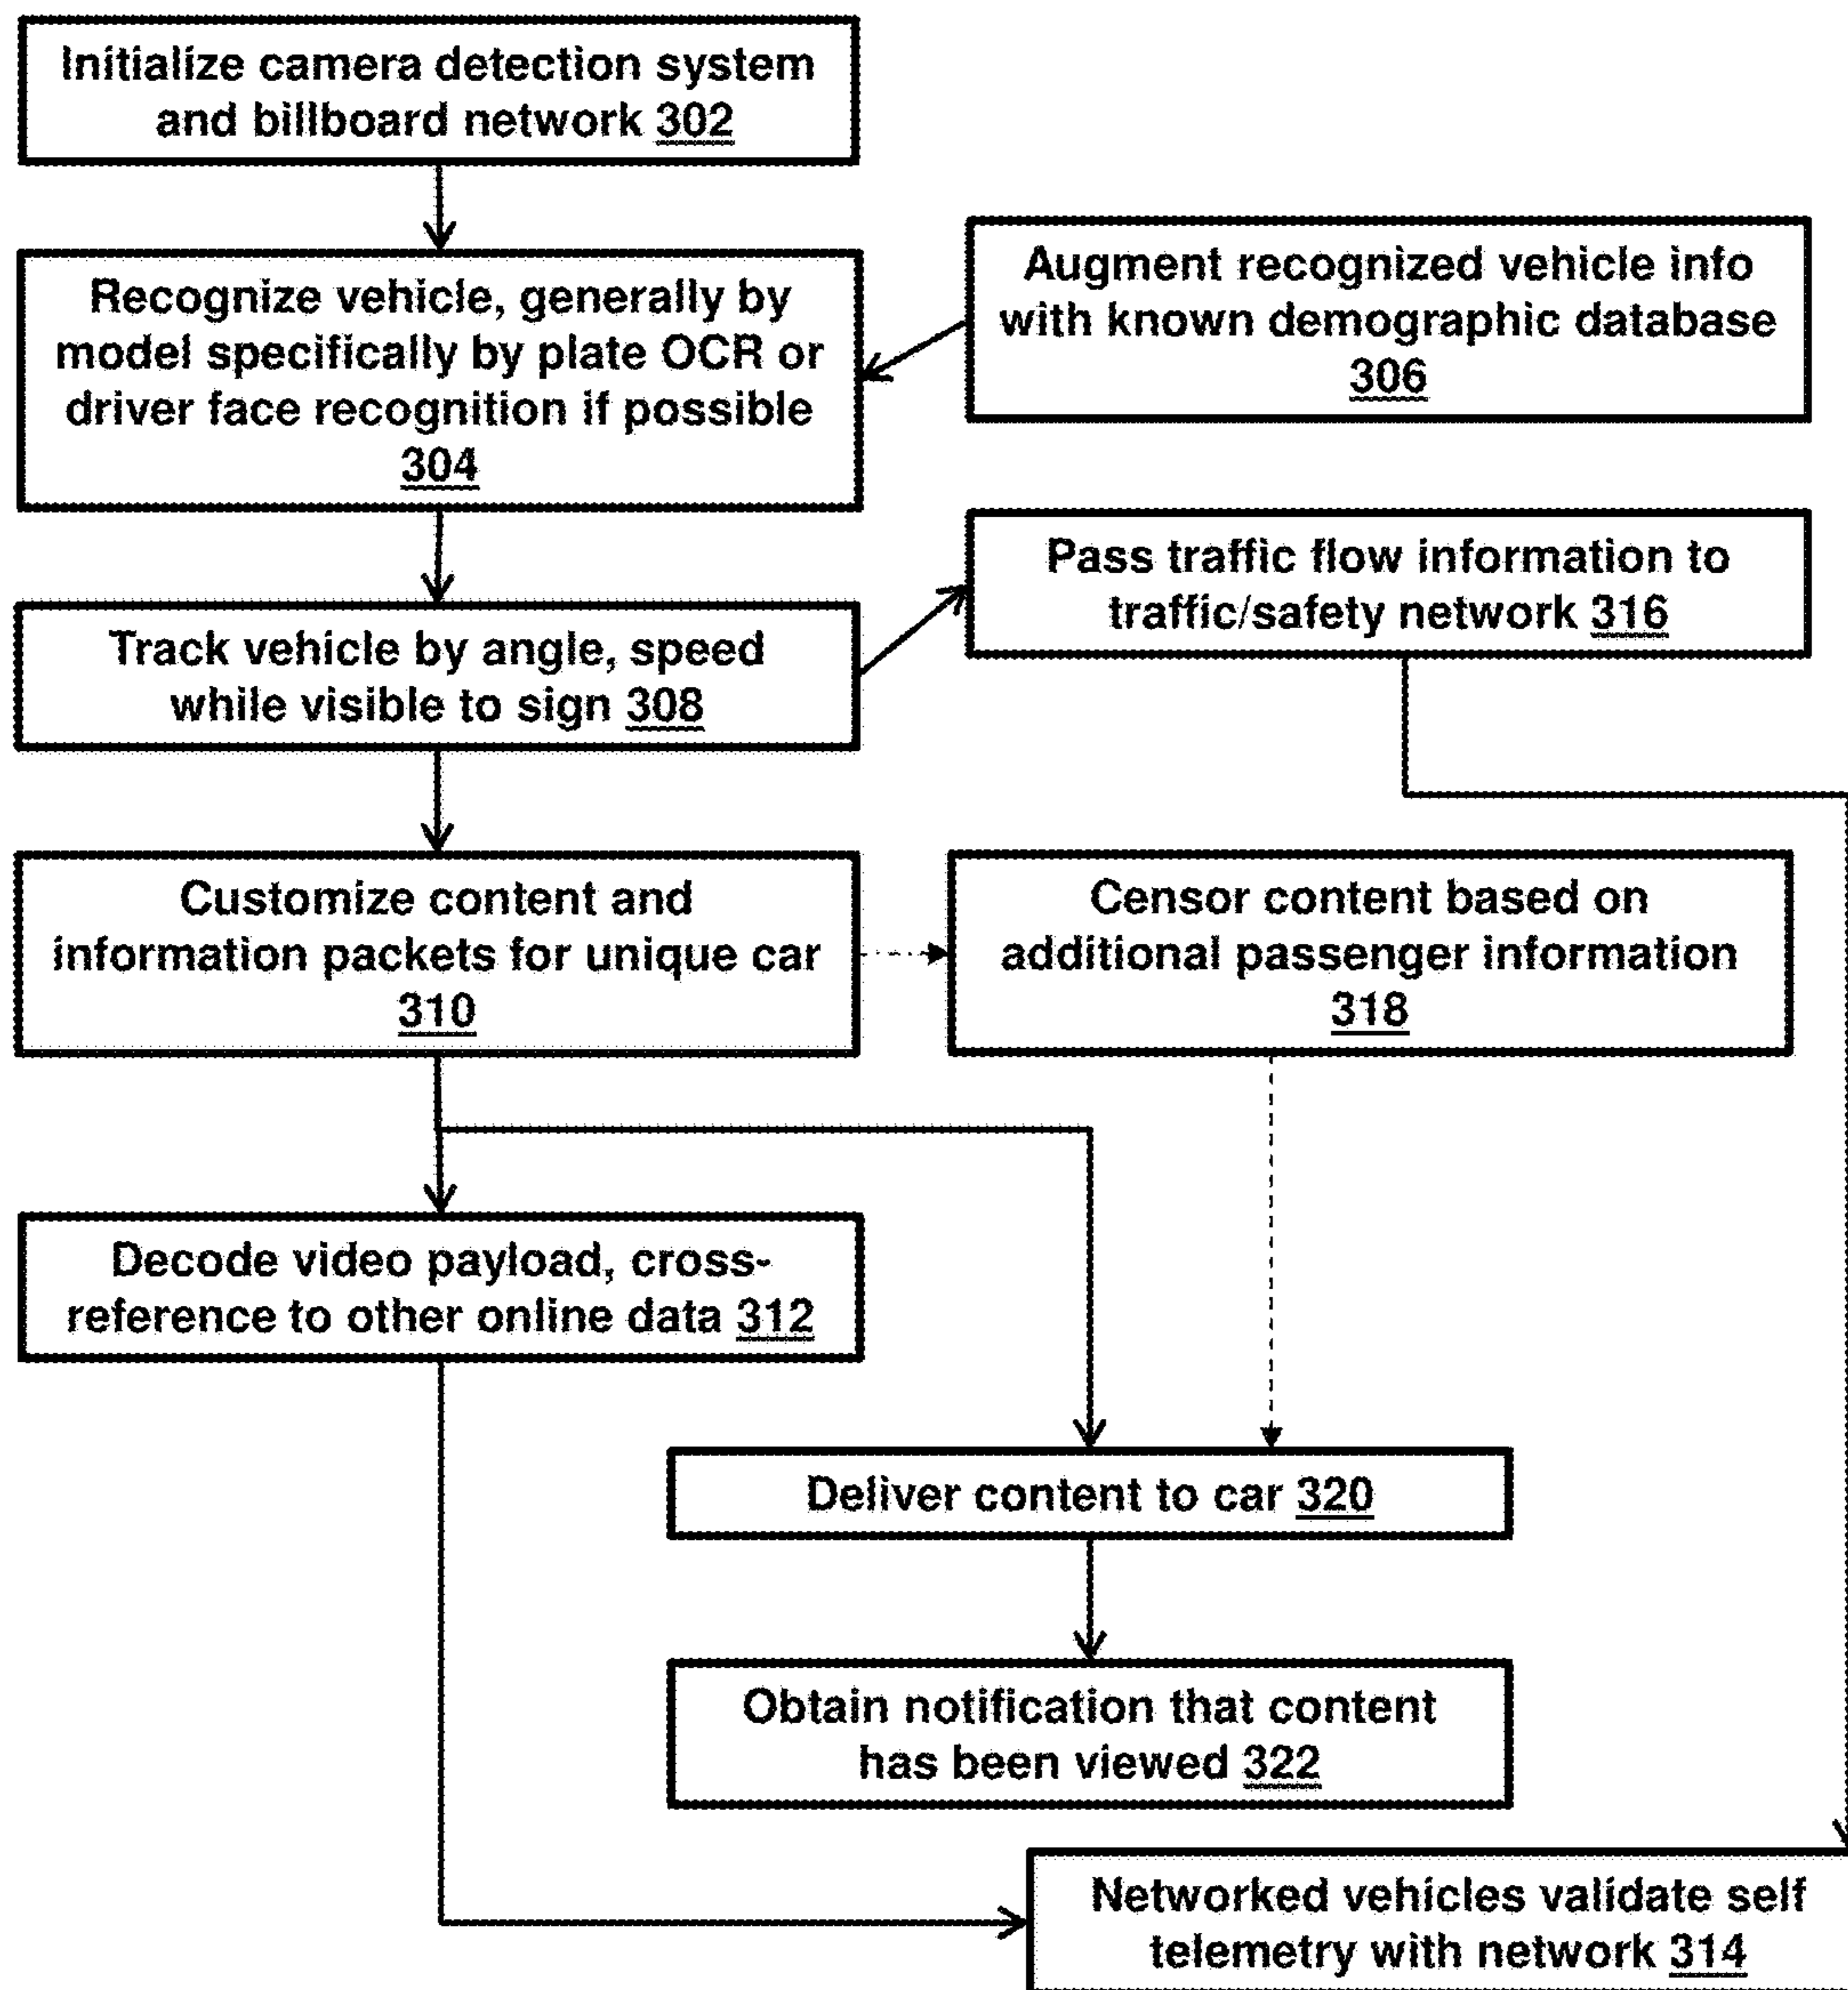 Initialize camera detection system
and billboard network 302
Recognize vehicle, generally by
model specifically by plate OCR or
driver face recognition if possible
304
Augment recognized vehicle info
with known demographic database
306
Track vehicle by angle, speed
while visible to sign 308
Pass traffic flow information to
traffic/safety network 316
Customize content and
information packets for unique car
310
Censor content based on
additional passenger information
318
Decode video payload, cross-
reference to other online data 312
Deliver content to car 320
Obtain notification that content
has been viewed 322
Networked vehicles validate self
telemetry with network 314